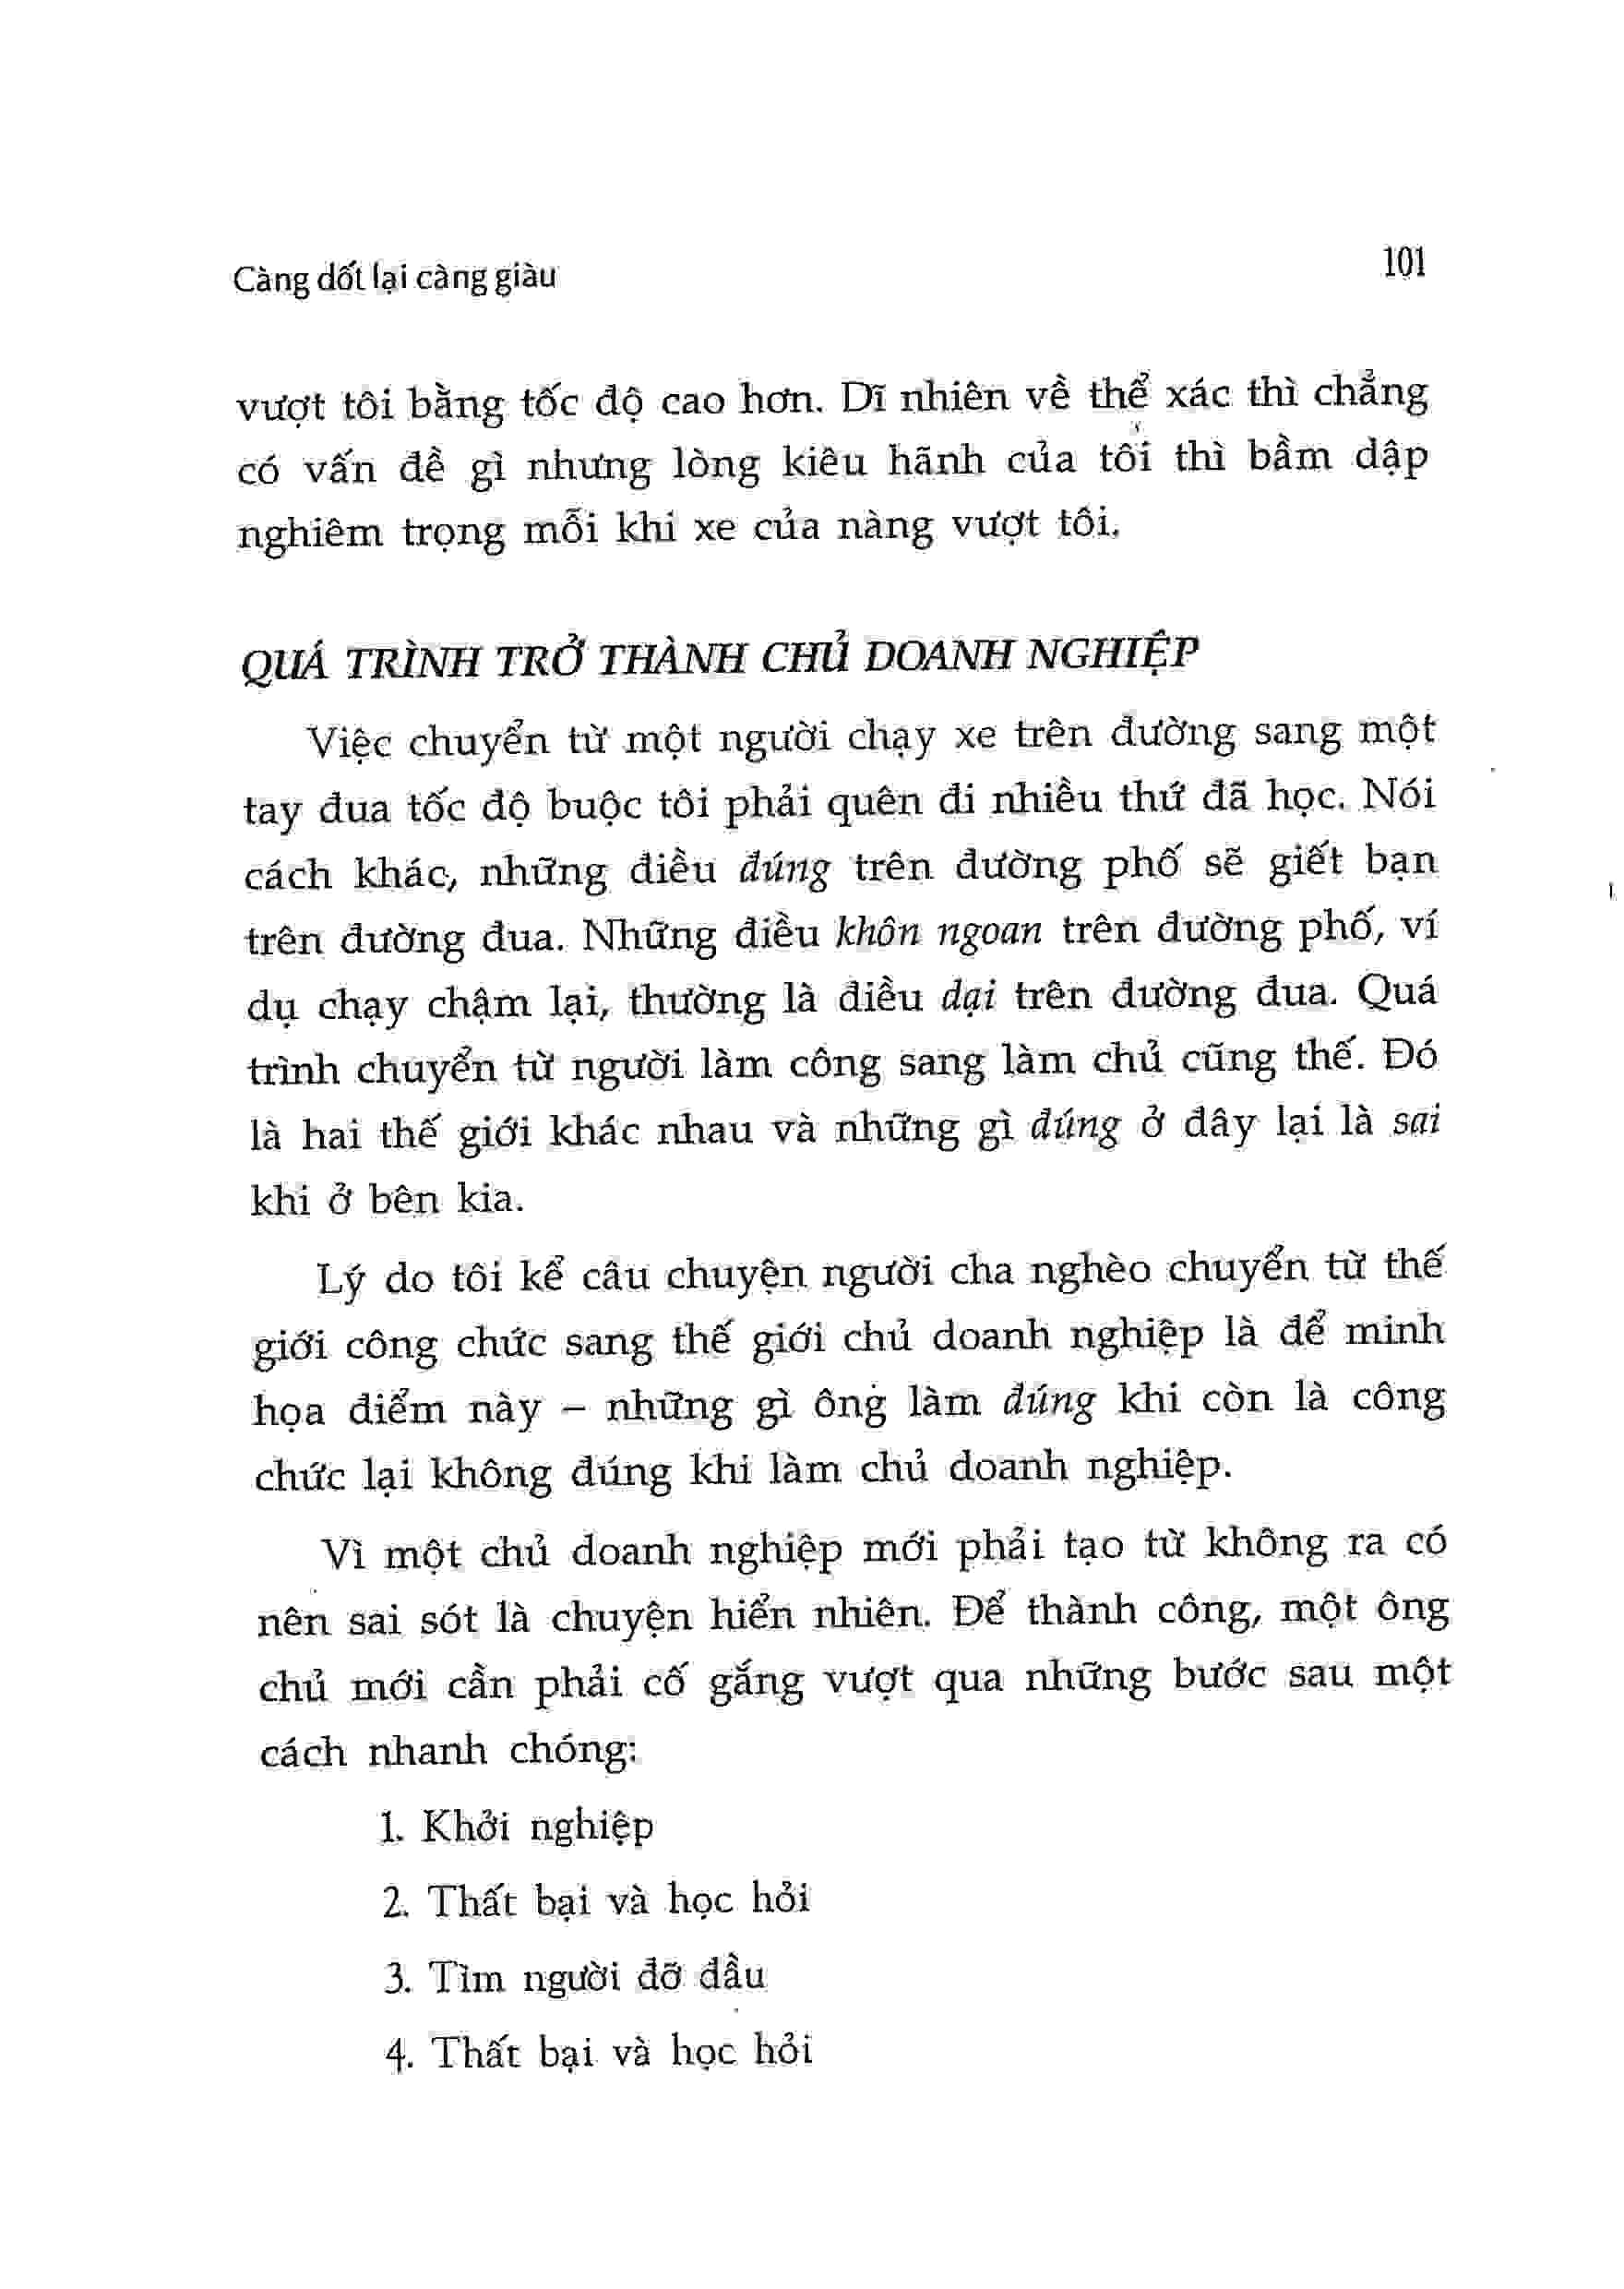 Càng dốt lại càng giàu
101
vượt tôi bằng tốc độ cao hơn. Dĩ nhiên về thể xác thì chẳng
có vấn đề gì nhưng lòng kiêu hãnh của tôi thì bầm dập
nghiêm trọng mỗi khi xe của nàng vượt tôi.
QUÁ TRÌNH TRỞ THÀNH CHỦ DOANH NGHIỆP
Việc chuyển từ một người chạy xe trên đường sang một
tay đua tốc độ buộc tôi phải quên đi nhiều thứ đã học. Nói
cách khác, những điều đúng trên đường phố sẽ giết bạn
trên đường đua. Những điều khôn ngoan trên đường phố, ví
dụ chạy chậm lại, thường là điều dại trên đường đua. Quá
trình chuyển từ người làm công sang làm chủ cũng thế. Đó
là hai thế giới khác nhau và những gì đúng ở đây lại là sai
khi ở bên kia.
Lý do tôi kể câu chuyện người cha nghèo chuyển từ thế
giới công chức sang thế giới chủ doanh nghiệp là để minh
họa điểm này – những gì ông làm đúng khi còn là công
chức lại không đúng khi làm chủ doanh nghiệp.
Vì một chủ doanh nghiệp mới phải tạo từ không ra có
nên sai sót là chuyện hiển nhiên. Để thành công, một ông
chủ mới cần phải cố gắng vượt qua những bước sau một
cách nhanh chóng:
1. Khởi nghiệp
2. Thất bại và học hỏi
3. Tìm người đỡ đầu
4. Thất bại và học hỏi